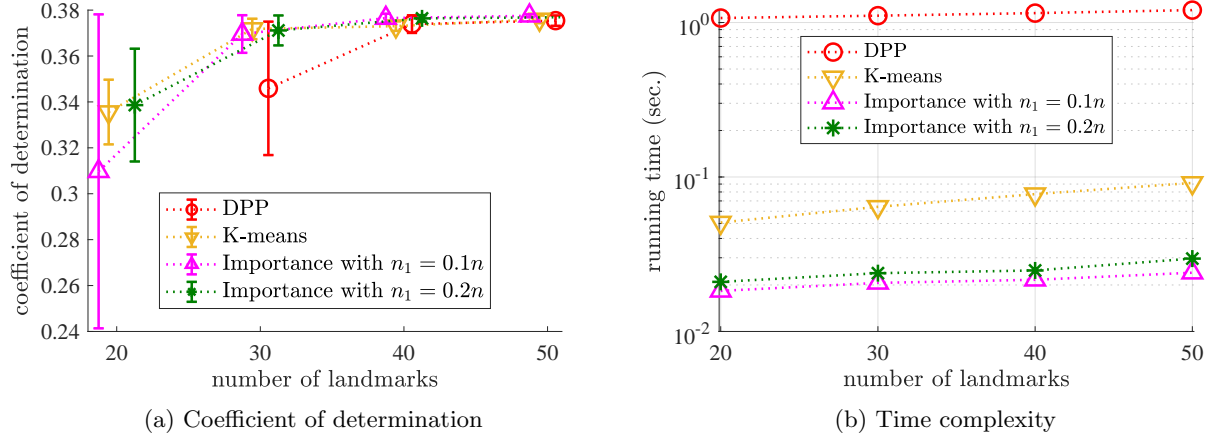 0.38
0.36
0.34
0.32
0.3
0.28
0.26
0.24
coefficient of determination
DPP
K-means
Importance with n₁ = 0.1n
Importance with n₁ = 0.2n
20 30 40 50
number of landmarks
(a) Coefficient of determination
10⁰
10⁻¹
10⁻²
running time (sec.)
DPP
K-means
Importance with n₁ = 0.1n
Importance with n₁ = 0.2n
20 30 40 50
number of landmarks
(b) Time complexity